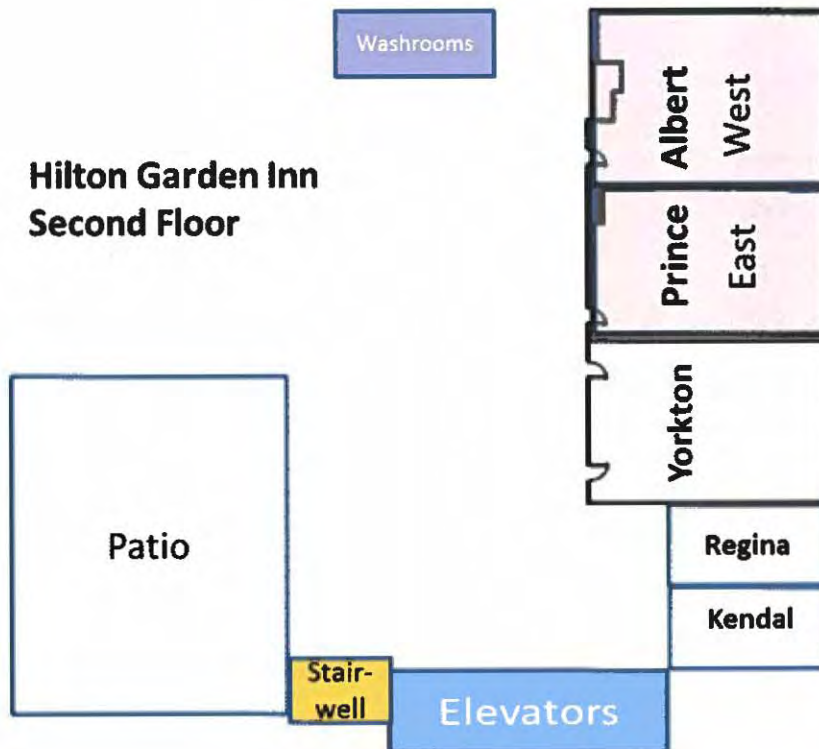 Washrooms
Hilton Garden Inn
Second Floor
Albert
West
Prince
East
Yorkton
Regina
Kendal
Patio
Stair-
well
Elevators